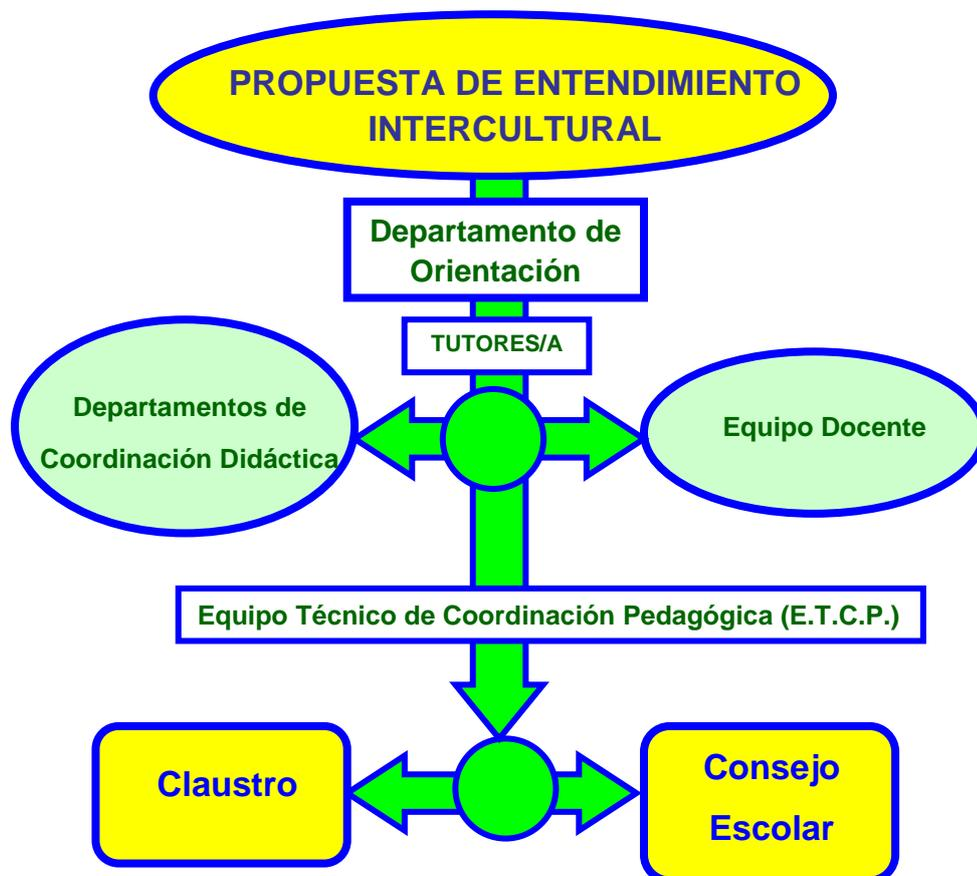 PROPUESTA DE ENTENDIMIENTO
INTERCULTURAL
Departamento de
Orientación
TUTORES/A
Departamentos de
Coordinación Didáctica
Equipo Docente
Equipo Técnico de Coordinación Pedagógica (E.T.C.P.)
Claustro
Consejo
Escolar